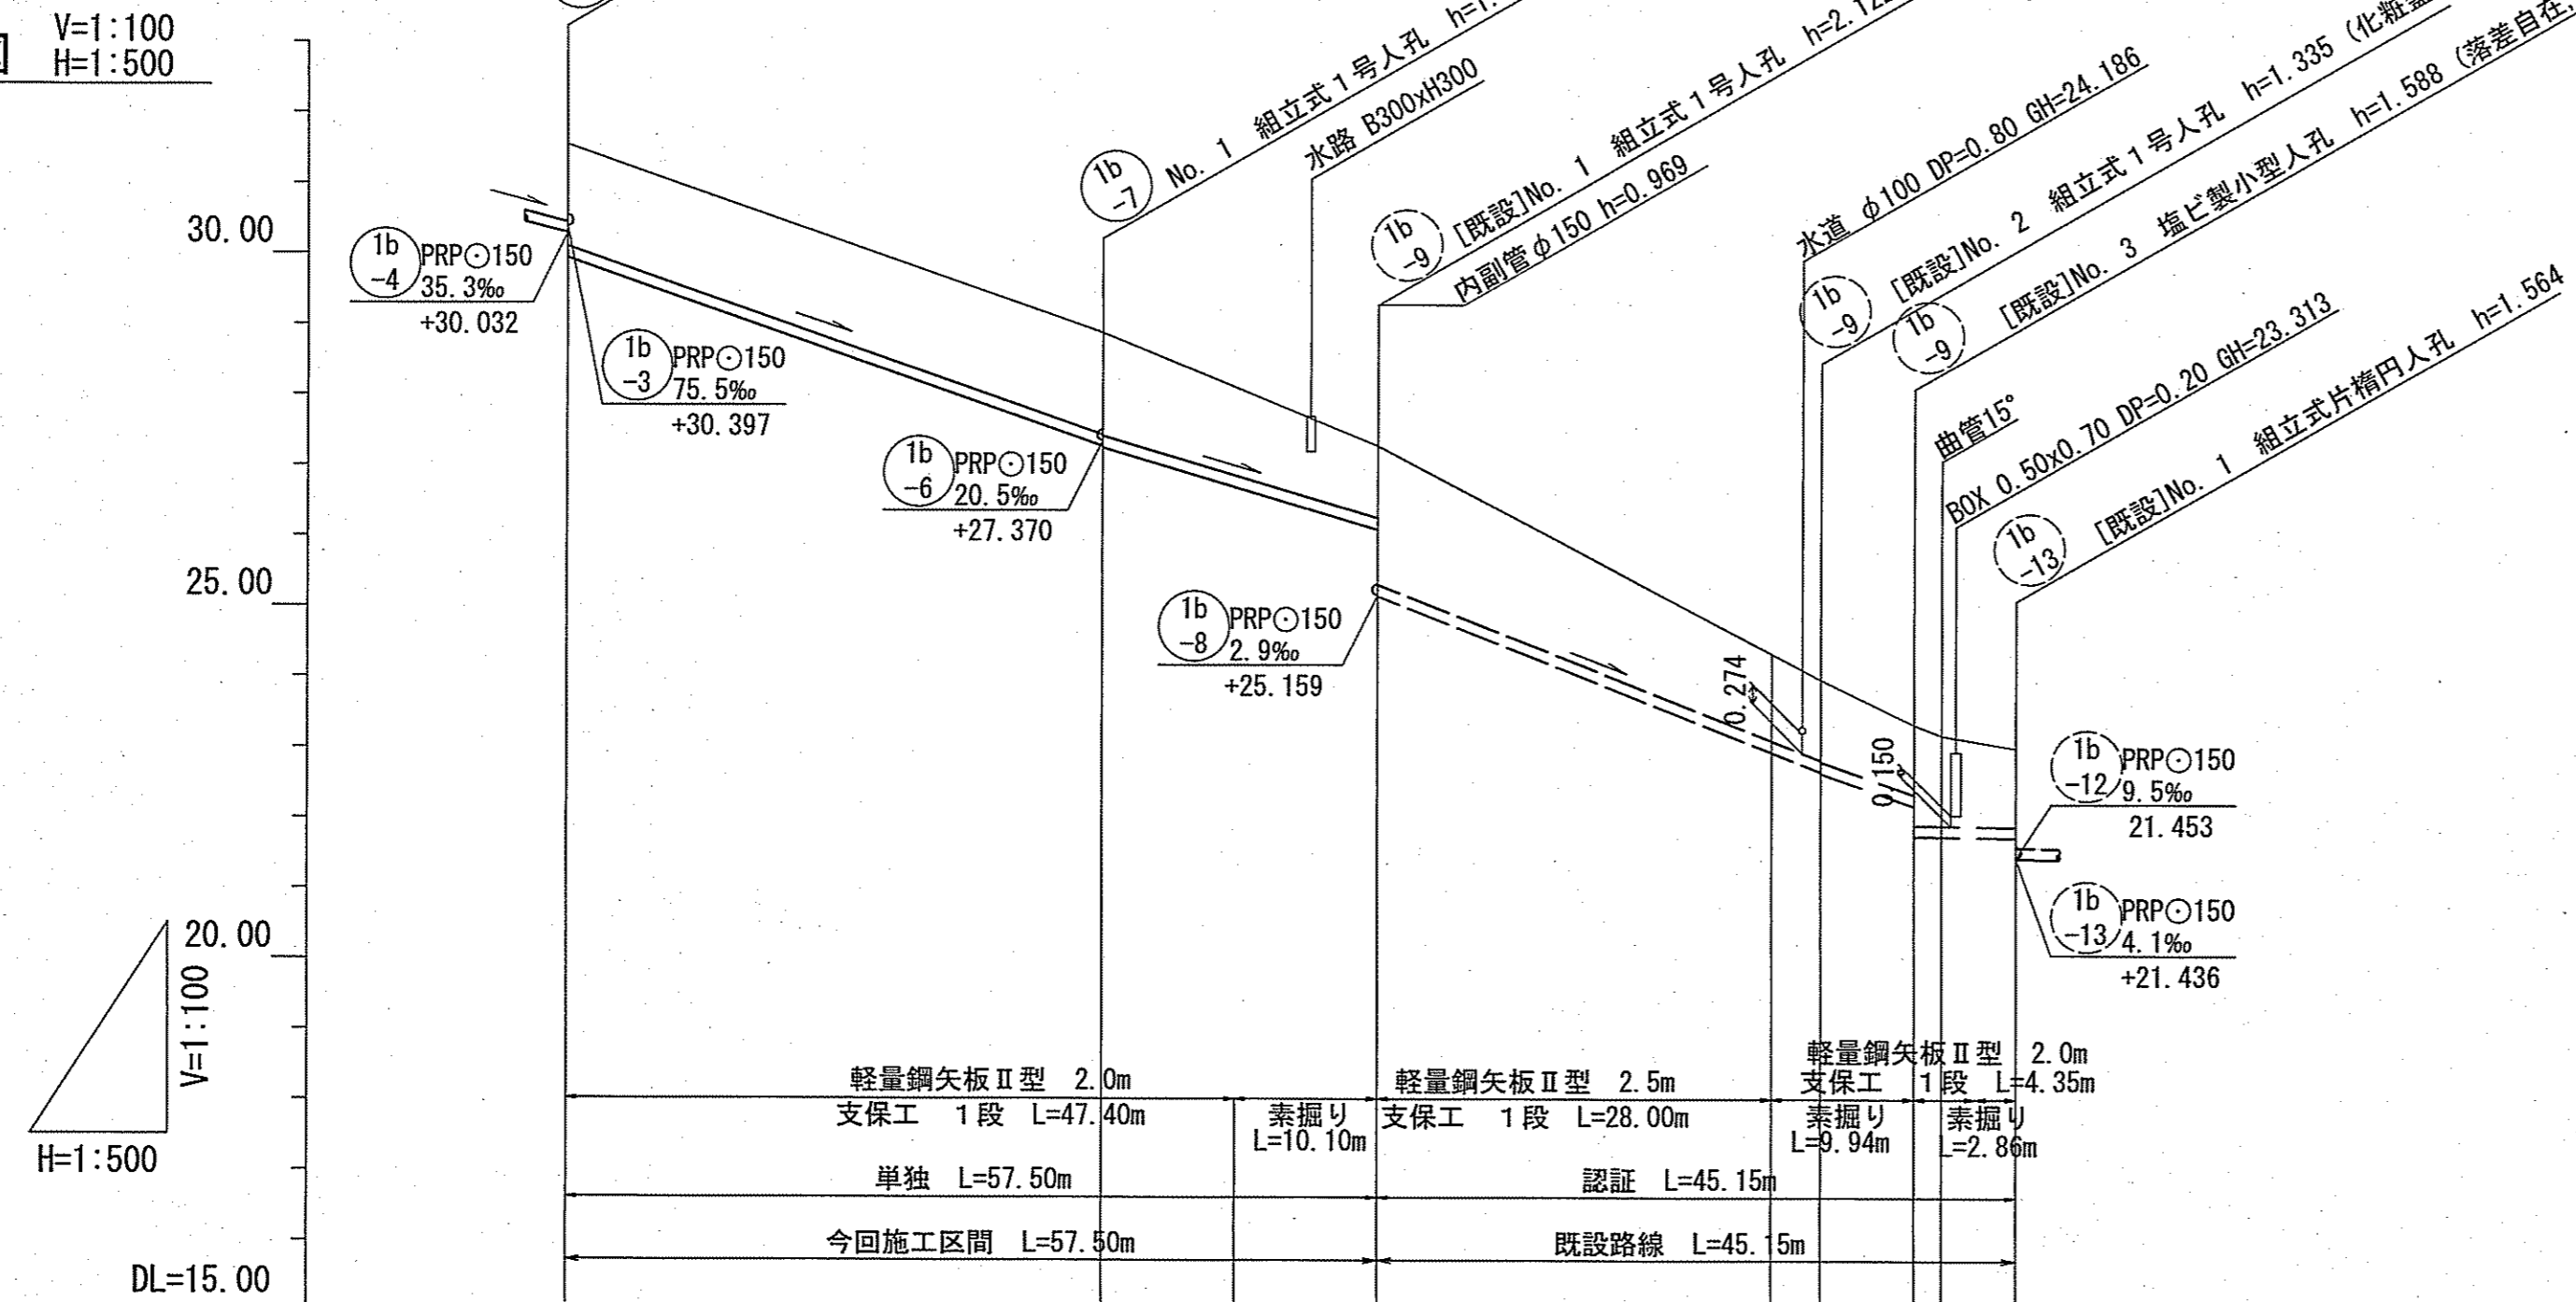 V=1:100
H=1:500
30.00
25.00
20.00
DL=15.00
V=1:100
H=1:500
1b
-4
PRP⊙150
35.3‰
+30.032
1b
-3
PRP⊙150
75.5‰
+30.397
1b
-7
No. 1 組立式1号人孔 h=1.
水路 B300xH300
1b
-6
PRP⊙150
20.5‰
+27.370
1b
-9
[既設]No. 1 組立式1号人孔 h=2.122
内副管φ150 h=0.969
1b
-8
PRP⊙150
2.9‰
+25.159
水道 φ100 DP=0.80 GH=24.186
1b
-9
[既設]No. 2 組立式1号人孔 h=1.335 (化粧蓋
1b
-9
[既設]No. 3 塩ビ製小型人孔 h=1.588 (落差自在,
曲管15°
BOX 0.50x0.70 DP=0.20 GH=23.313
1b
-13
[既設]No. 1 組立式片楕円人孔 h=1.564
0.274
0.150
1b
-12
PRP⊙150
9.5‰
21.453
1b
-13
PRP⊙150
4.1‰
+21.436
軽量鋼矢板Ⅱ型 2.0m
支保工 1段 L=47.40m
素掘り
L=10.10m
軽量鋼矢板Ⅱ型 2.5m
支保工 1段 L=28.00m
素掘り
L=9.94m
軽量鋼矢板Ⅱ型 2.0m
支保工 1段 L=4.35m
素掘り
L=2.86m
単独 L=57.50m
認証 L=45.15m
今回施工区間 L=57.50m
既設路線 L=45.15m